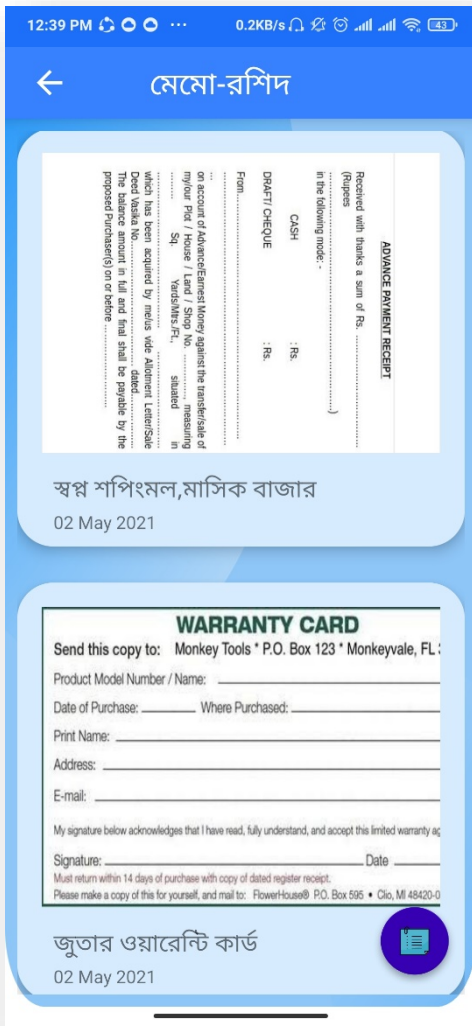 12:39 PM ... 0.2KB/s 43
মেমো-রশিদ
ADVANCE PAYMENT RECEIPT
Received with thanks a sum of Rs. ................................
(Rupees
......................................................................)
in the following mode: -
CASH : Rs.
DRAFT/ CHEQUE : Rs.
From..........................................................................
....
on account of Advance/Earnest Money against the transfer/sale of
my/our Plot / House / Land / Shop No. .............., measuring
.......... Sq. Yards/Mtrs./Ft., situated in
........................................................................
which has been acquired by me/us vide Allotment Letter/Sale
Deed Vasika No.............................. dated.....................
The balance amount in full and final shall be payable by the
proposed Purchaser(s) on or before ........................
স্বপ্ন শপিংমল,মাসিক বাজার
02 May 2021
WARRANTY CARD
Send this copy to: Monkey Tools * P.O. Box 123 * Monkeyvale, FL
Product Model Number / Name:
Date of Purchase: Where Purchased:
Print Name:
Address:
E-mail:
My signature below acknowledges that I have read, fully understand, and accept this limited warranty ag
Signature: Date
Must return within 14 days of purchase with copy of dated register receipt.
Please make a copy of this for yourself, and mail to: FlowerHouse® P.O. Box 595 • Clio, MI 48420-0
জুতার ওয়ারেন্টি কার্ড
02 May 2021